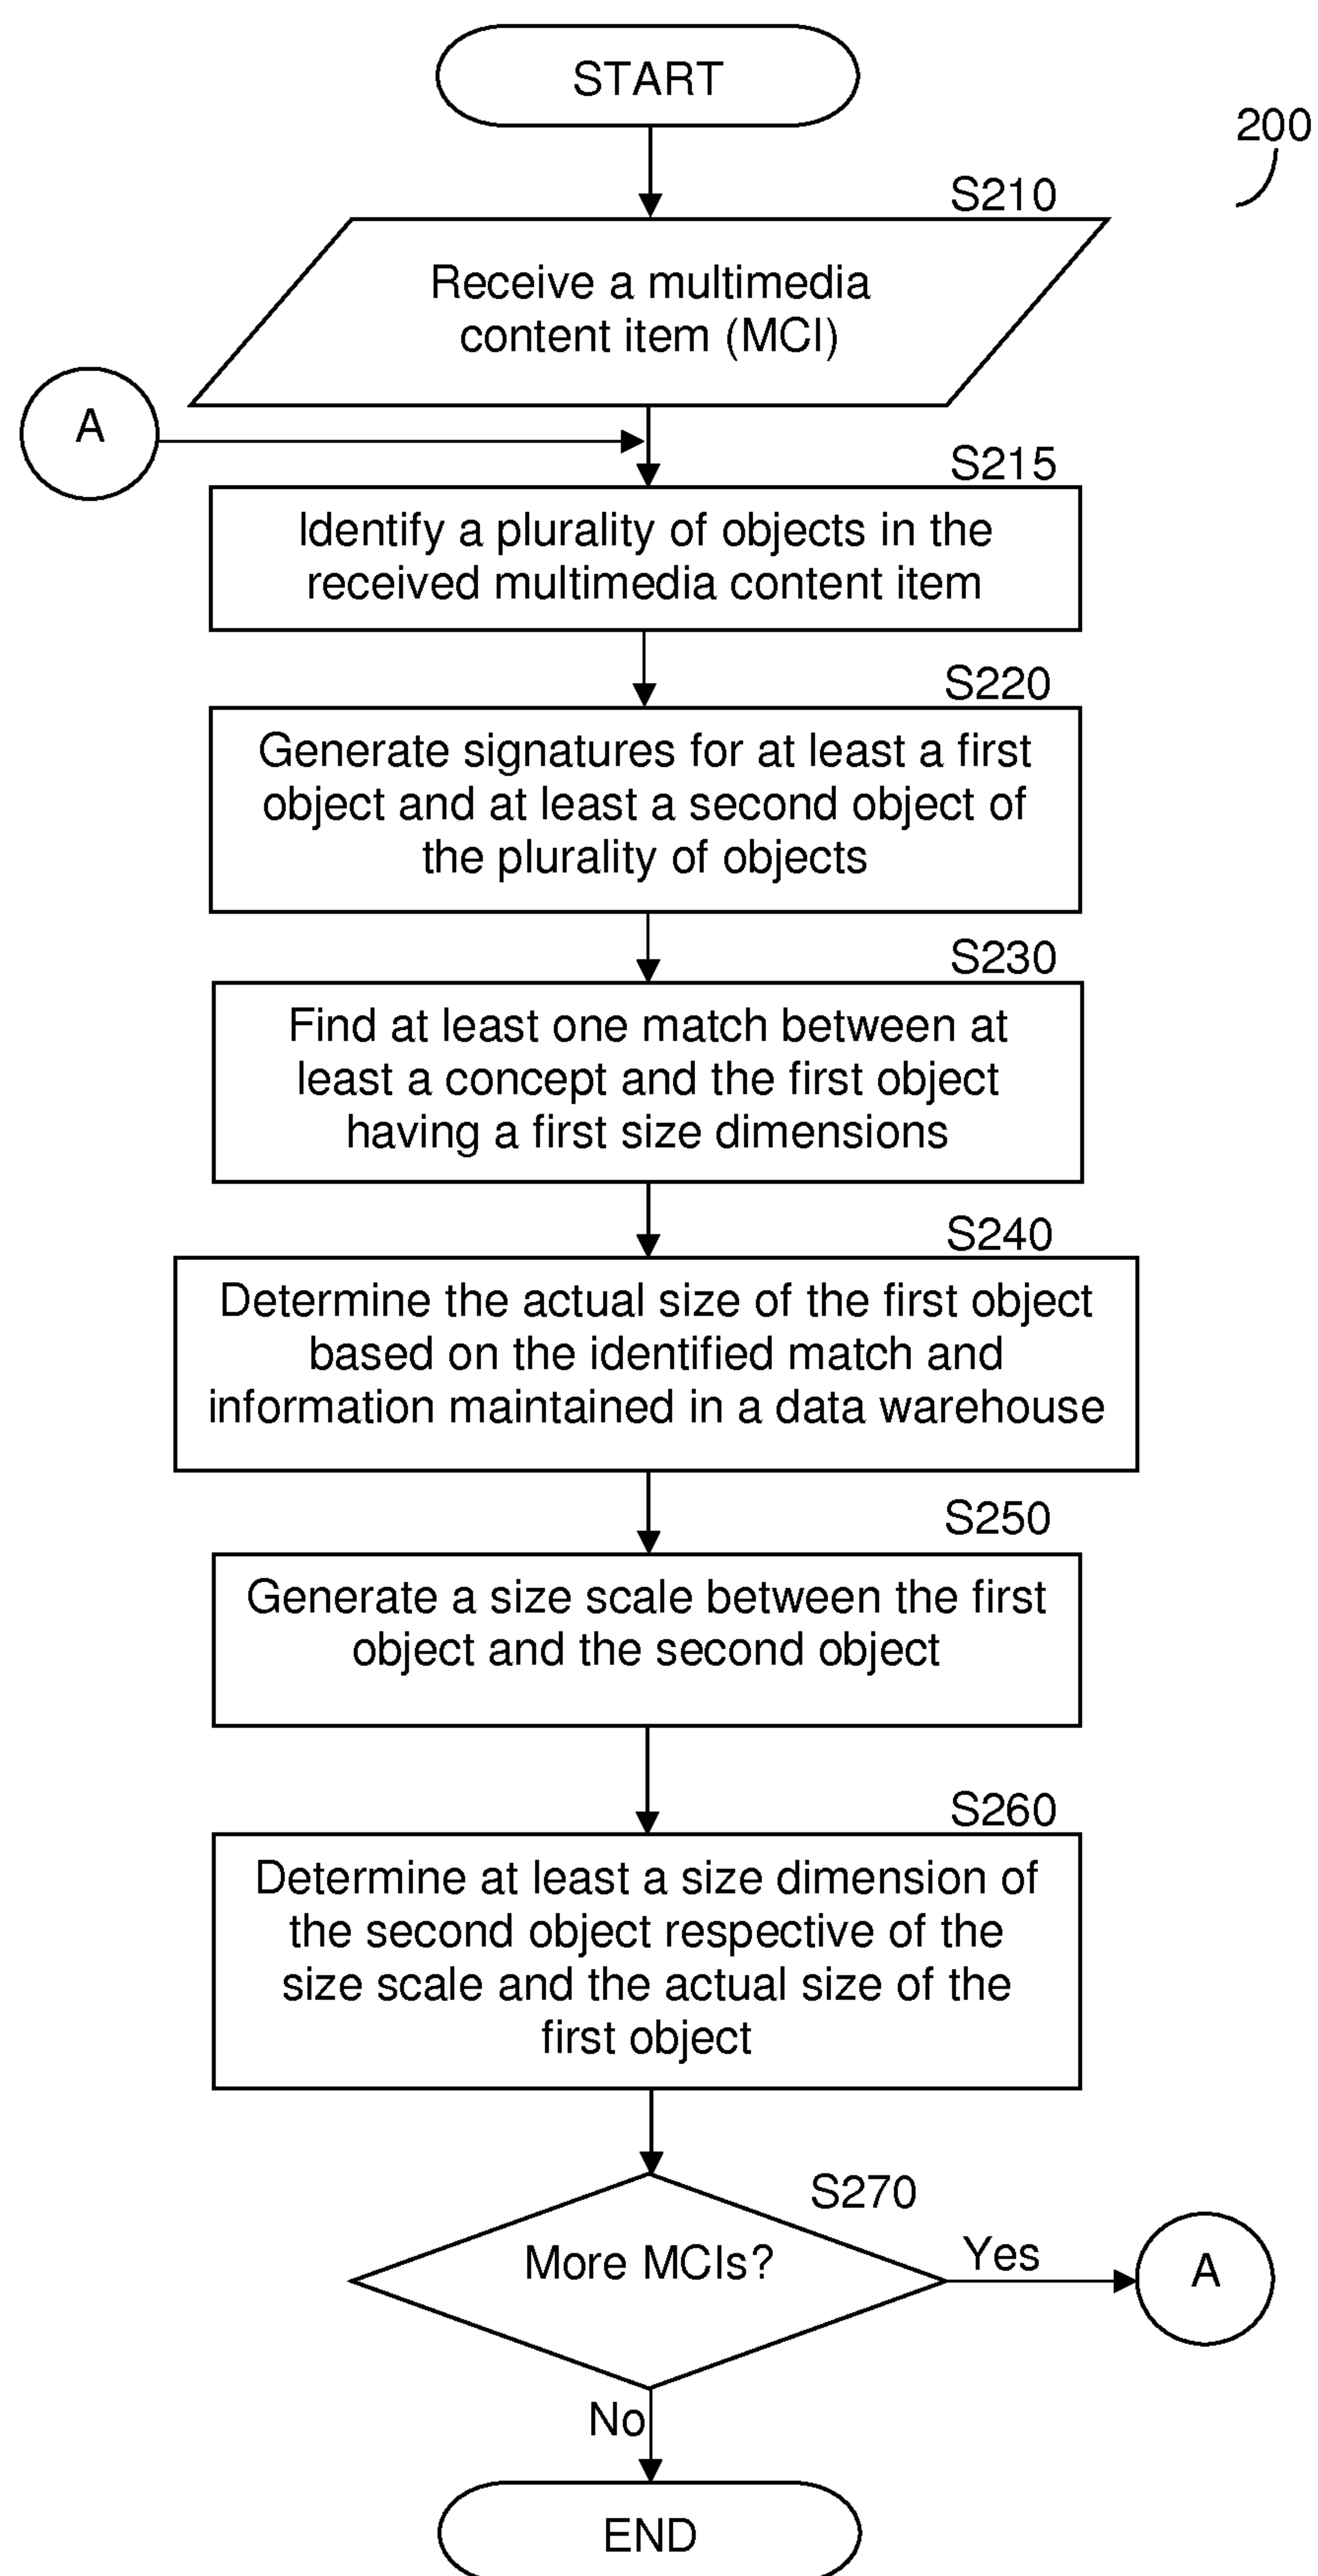 START
200
S210
Receive a multimedia
content item (MCI)
A
S215
Identify a plurality of objects in the
received multimedia content item
S220
Generate signatures for at least a first
object and at least a second object of
the plurality of objects
S230
Find at least one match between at
least a concept and the first object
having a first size dimensions
S240
Determine the actual size of the first object
based on the identified match and
information maintained in a data warehouse
S250
Generate a size scale between the first
object and the second object
S260
Determine at least a size dimension of
the second object respective of the
size scale and the actual size of the
first object
S270
More MCIs?
Yes
A
No
END